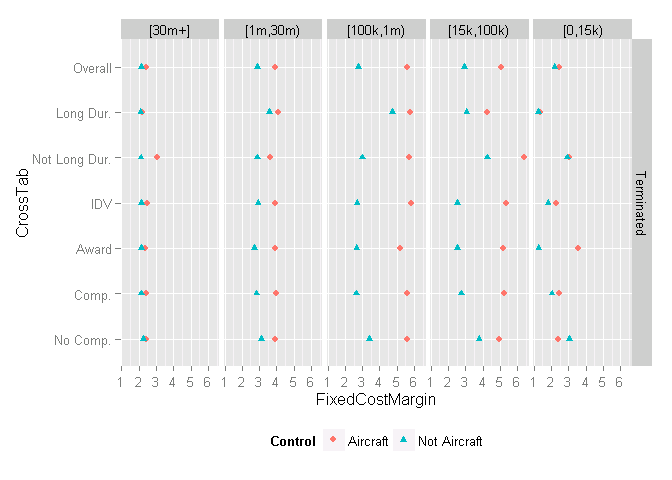 [30m+] [1m,30m) [100k,1m) [15k,100k) [0,15k)
Overall
Long Dur.
Not Long Dur.
IDV
Award
Comp.
No Comp.
CrossTab
Terminated
1 2 3 4 5 6 1 2 3 4 5 6 1 2 3 4 5 6 1 2 3 4 5 6 1 2 3 4 5 6
FixedCostMargin
Control Aircraft Not Aircraft